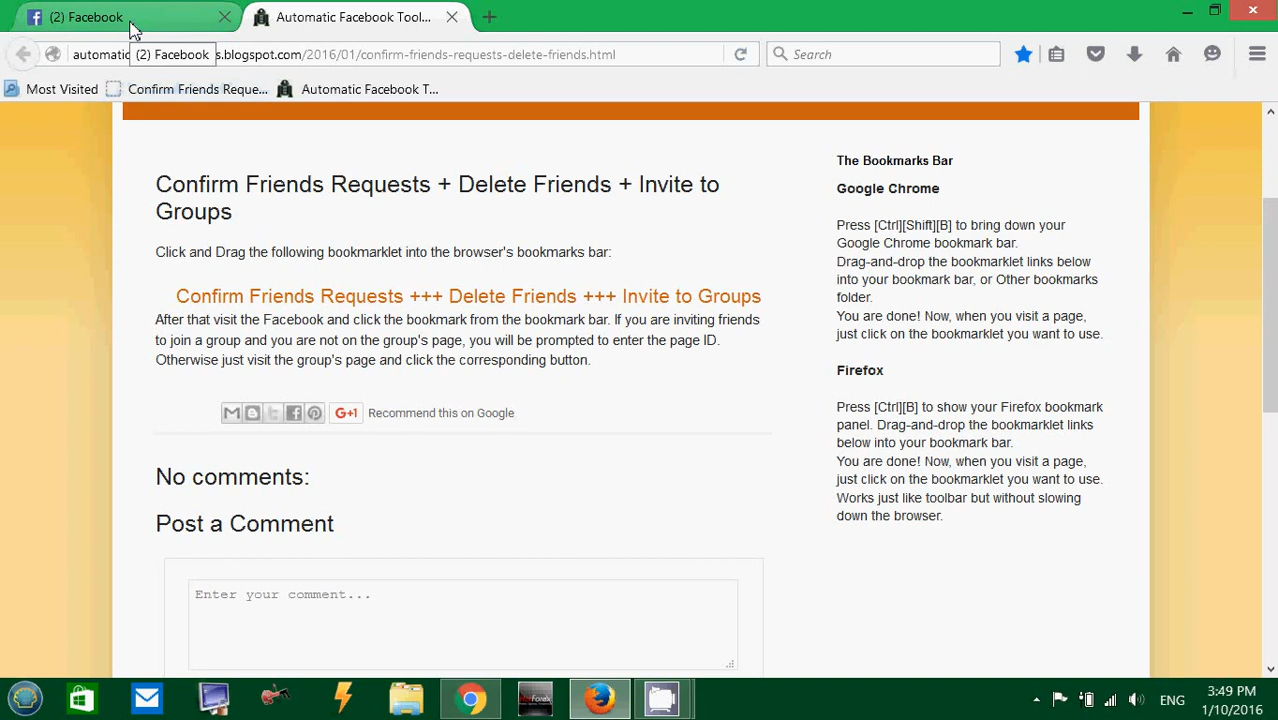 (2) Facebook
Automatic Facebook Tool...
automatic
(2) Facebook
s.blogspot.com/2016/01/confirm-friends-requests-delete-friends.html
Search
Most Visited
Confirm Friends Reque...
Automatic Facebook T...
Confirm Friends Requests + Delete Friends + Invite to
Groups
Click and Drag the following bookmarklet into the browser's bookmarks bar:
Confirm Friends Requests +++ Delete Friends +++ Invite to Groups
After that visit the Facebook and click the bookmark from the bookmark bar. If you are inviting friends
to join a group and you are not on the group's page, you will be prompted to enter the page ID.
Otherwise just visit the group's page and click the corresponding button.
G+1 Recommend this on Google
No comments:
Post a Comment
Enter your comment...
The Bookmarks Bar
Google Chrome
Press [Ctrl][Shift][B] to bring down your
Google Chrome bookmark bar.
Drag-and-drop the bookmarklet links below
into your bookmark bar, or Other bookmarks
folder.
You are done! Now, when you visit a page,
just click on the bookmarklet you want to use.
Firefox
Press [Ctrl][B] to show your Firefox bookmark
panel. Drag-and-drop the bookmarklet links
below into your bookmark bar.
You are done! Now, when you visit a page,
just click on the bookmarklet you want to use.
Works just like toolbar but without slowing
down the browser.
ENG
3:49 PM
1/10/2016